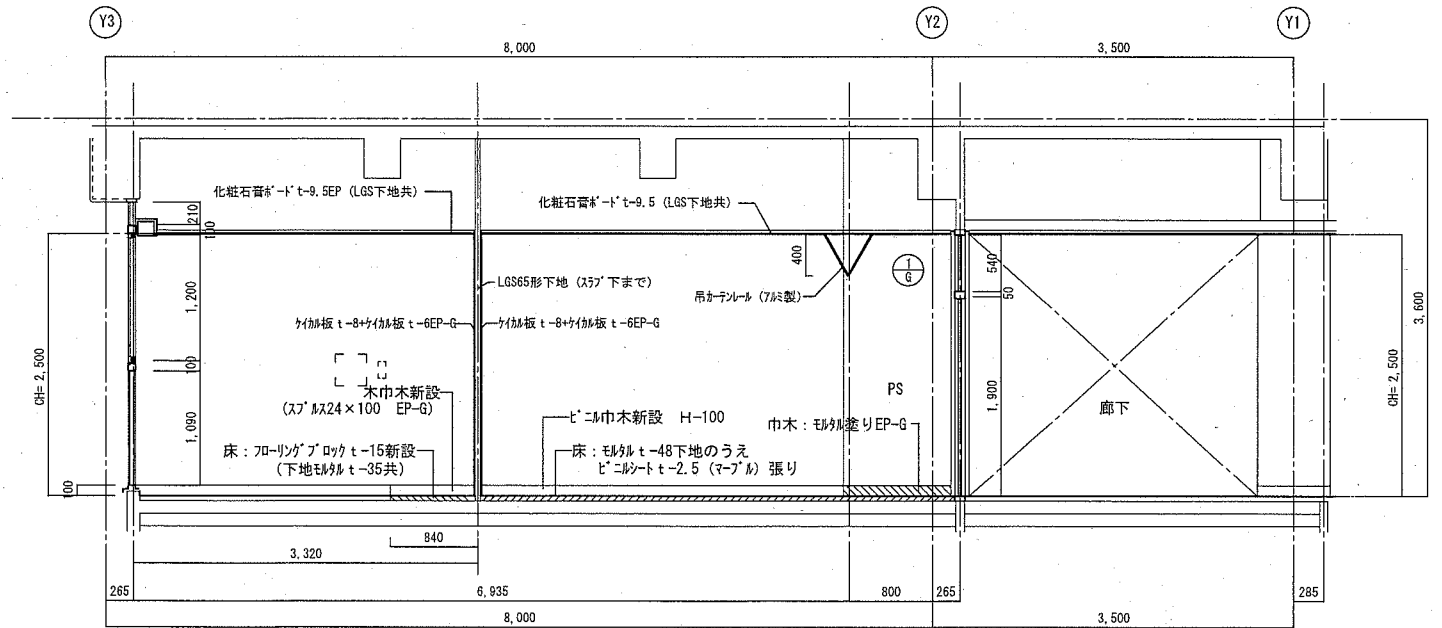 Y3
Y2
Y1
8,000
3,500
化粧石膏ボードt-9.5EP (LGS下地共)
化粧石膏ボードt-9.5 (LGS下地共)
210
100
400
1
G
540
50
LGS65形下地 (スラブ下まで)
吊カーテンレール (アルミ製)
1,200
ケイカル板 t-8+ケイカル板 t-6EP-G
ケイカル板 t-8+ケイカル板 t-6EP-G
3,600
CH=2,500
CH=2,500
100
木巾木新設
(スプルス24×100 EP-G)
PS
1,900
廊下
1,090
ビニル巾木新設 H-100
巾木：モルタル塗りEP-G
床：フローリングブロック t-15新設
(下地モルタル t-35共)
床：モルタル t-48下地のうえ
ビニルシート t-2.5 (マーブル) 張り
100
840
3,320
265
6,935
800
265
285
8,000
3,500